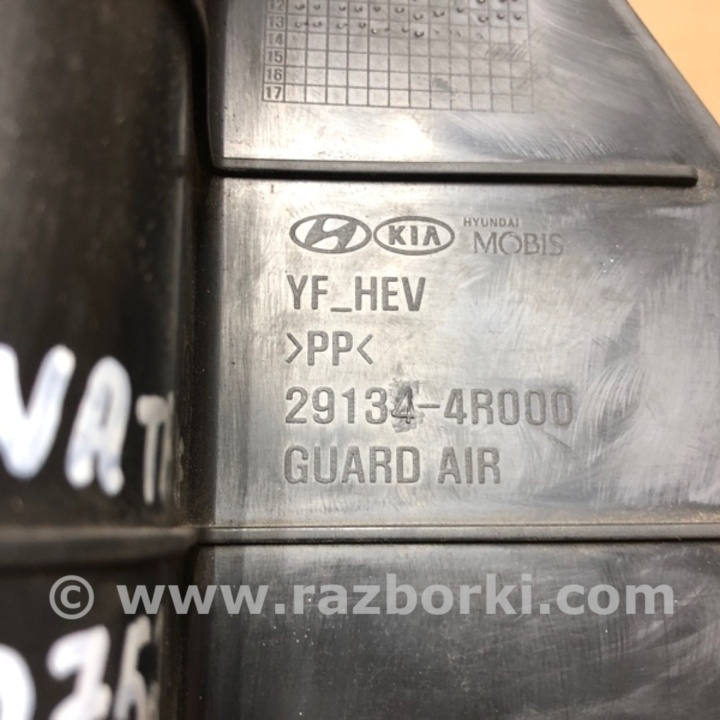 12
13
14
15
16
17
KIA HYUNDAI MOBIS
YF_HEV
>PP<
29134-4R000
GUARD AIR
© www.razborki.com